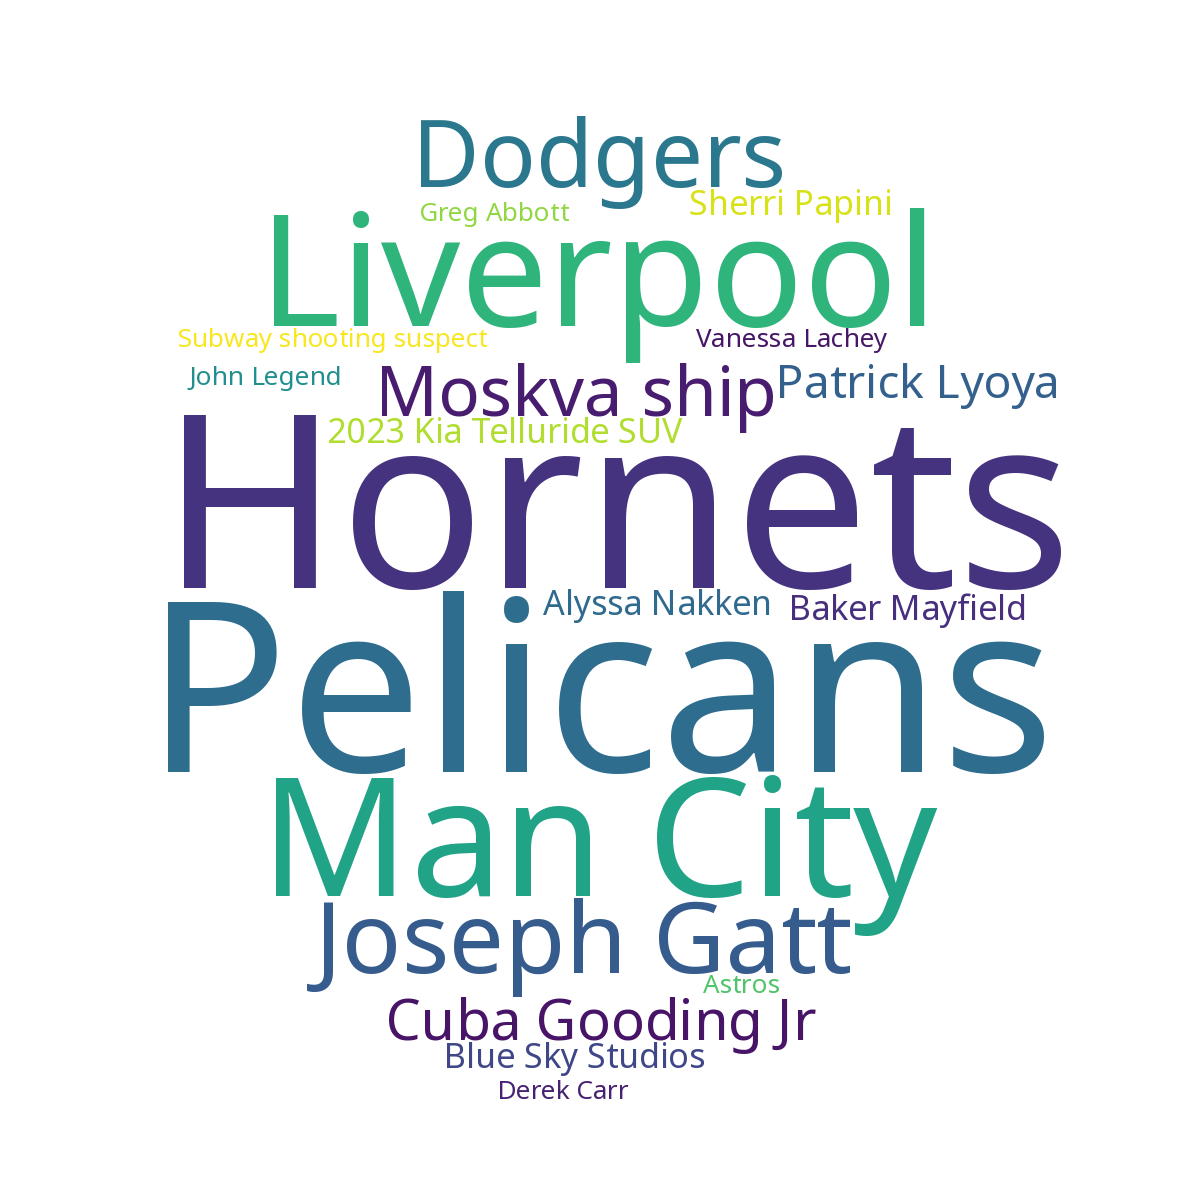 Dodgers
Sherri Papini
Greg Abbott
Liverpool
Subway shooting suspect
Vanessa Lachey
John Legend
Moskva ship
Patrick Lyoya
2023 Kia Telluride SUV
Hornets
Alyssa Nakken
Baker Mayfield
Pelicans
Man City
Joseph Gatt
Astros
Cuba Gooding Jr
Blue Sky Studios
Derek Carr